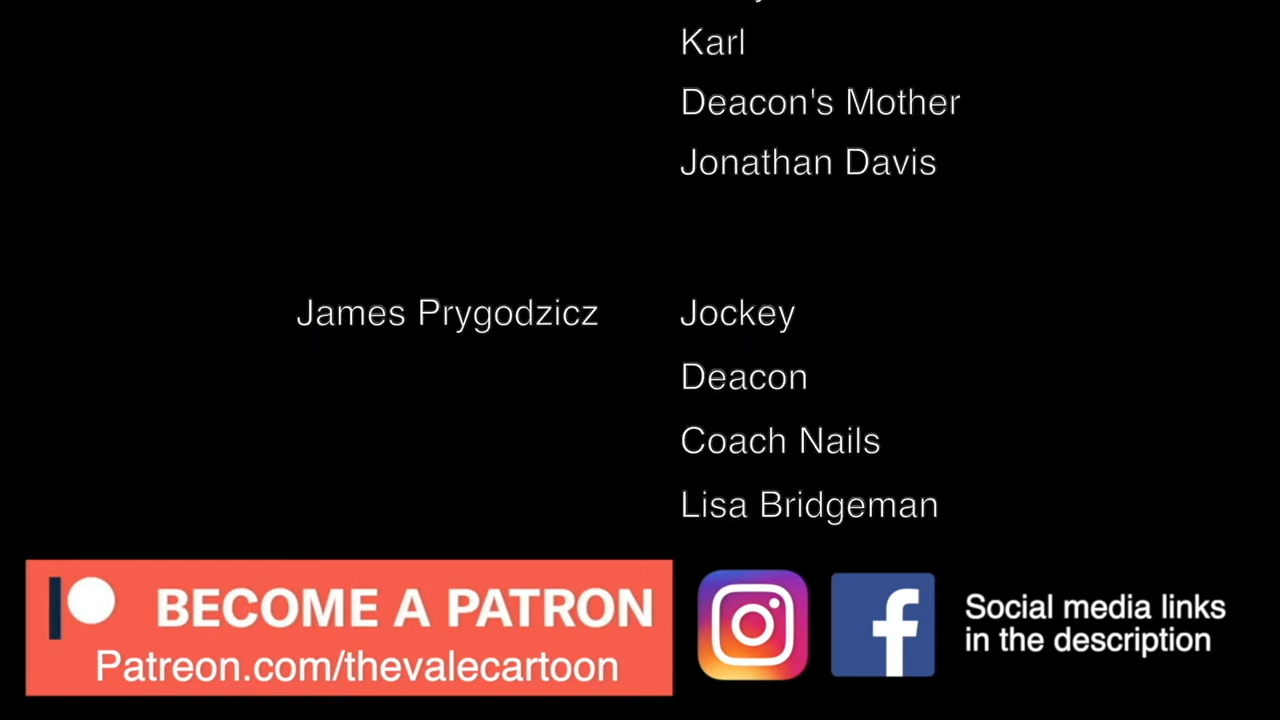 Karl
Deacon's Mother
Jonathan Davis
James Prygodzicz Jockey
Deacon
Coach Nails
Lisa Bridgeman
BECOME A PATRON
Patreon.com/thevalecartoon
Social media links
in the description